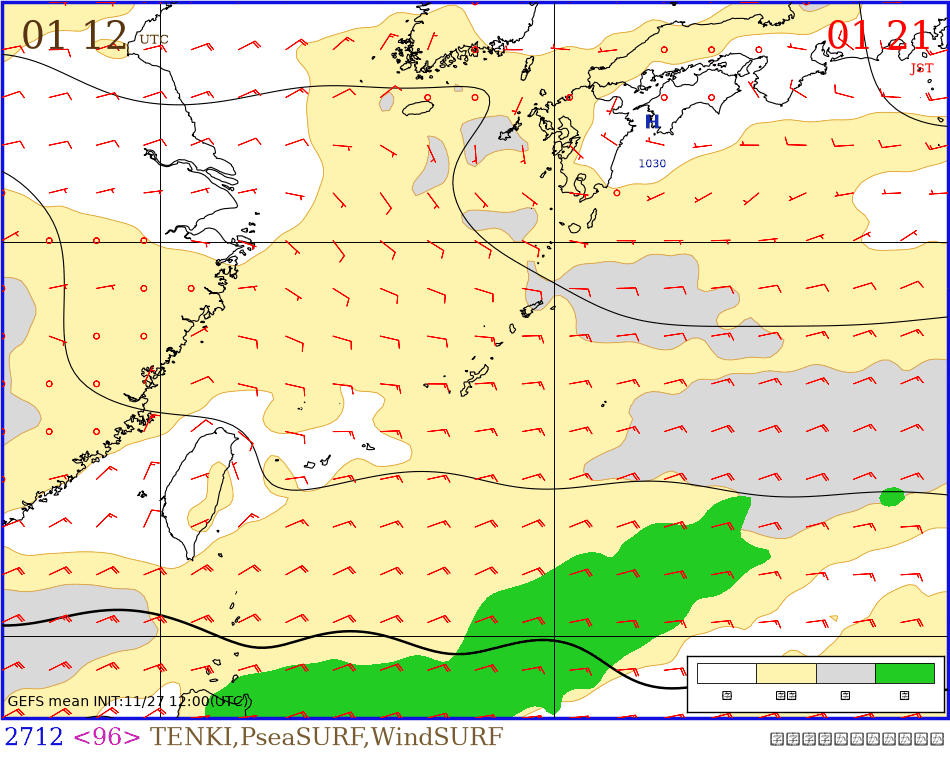 01 12 UTC
01 21 JST
H
1030
GEFS mean INIT:11/27 12:00(UTC)
2712 <96> TENKI,PseaSURF,WindSURF